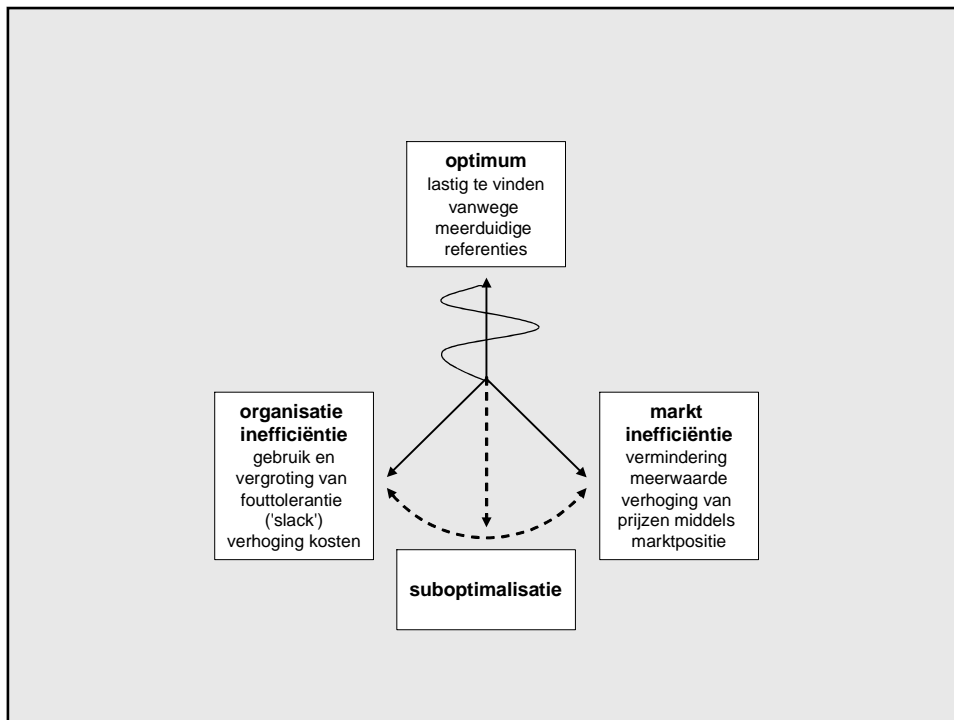 optimum
lastig te vinden
vanwege
meerduidige
referenties
organisatie
inefficiëntie
gebruik en
vergroting van
fouttolerantie
('slack')
verhoging kosten
markt
inefficiëntie
vermindering
meerwaarde
verhoging van
prijzen middels
marktpositie
suboptimalisatie